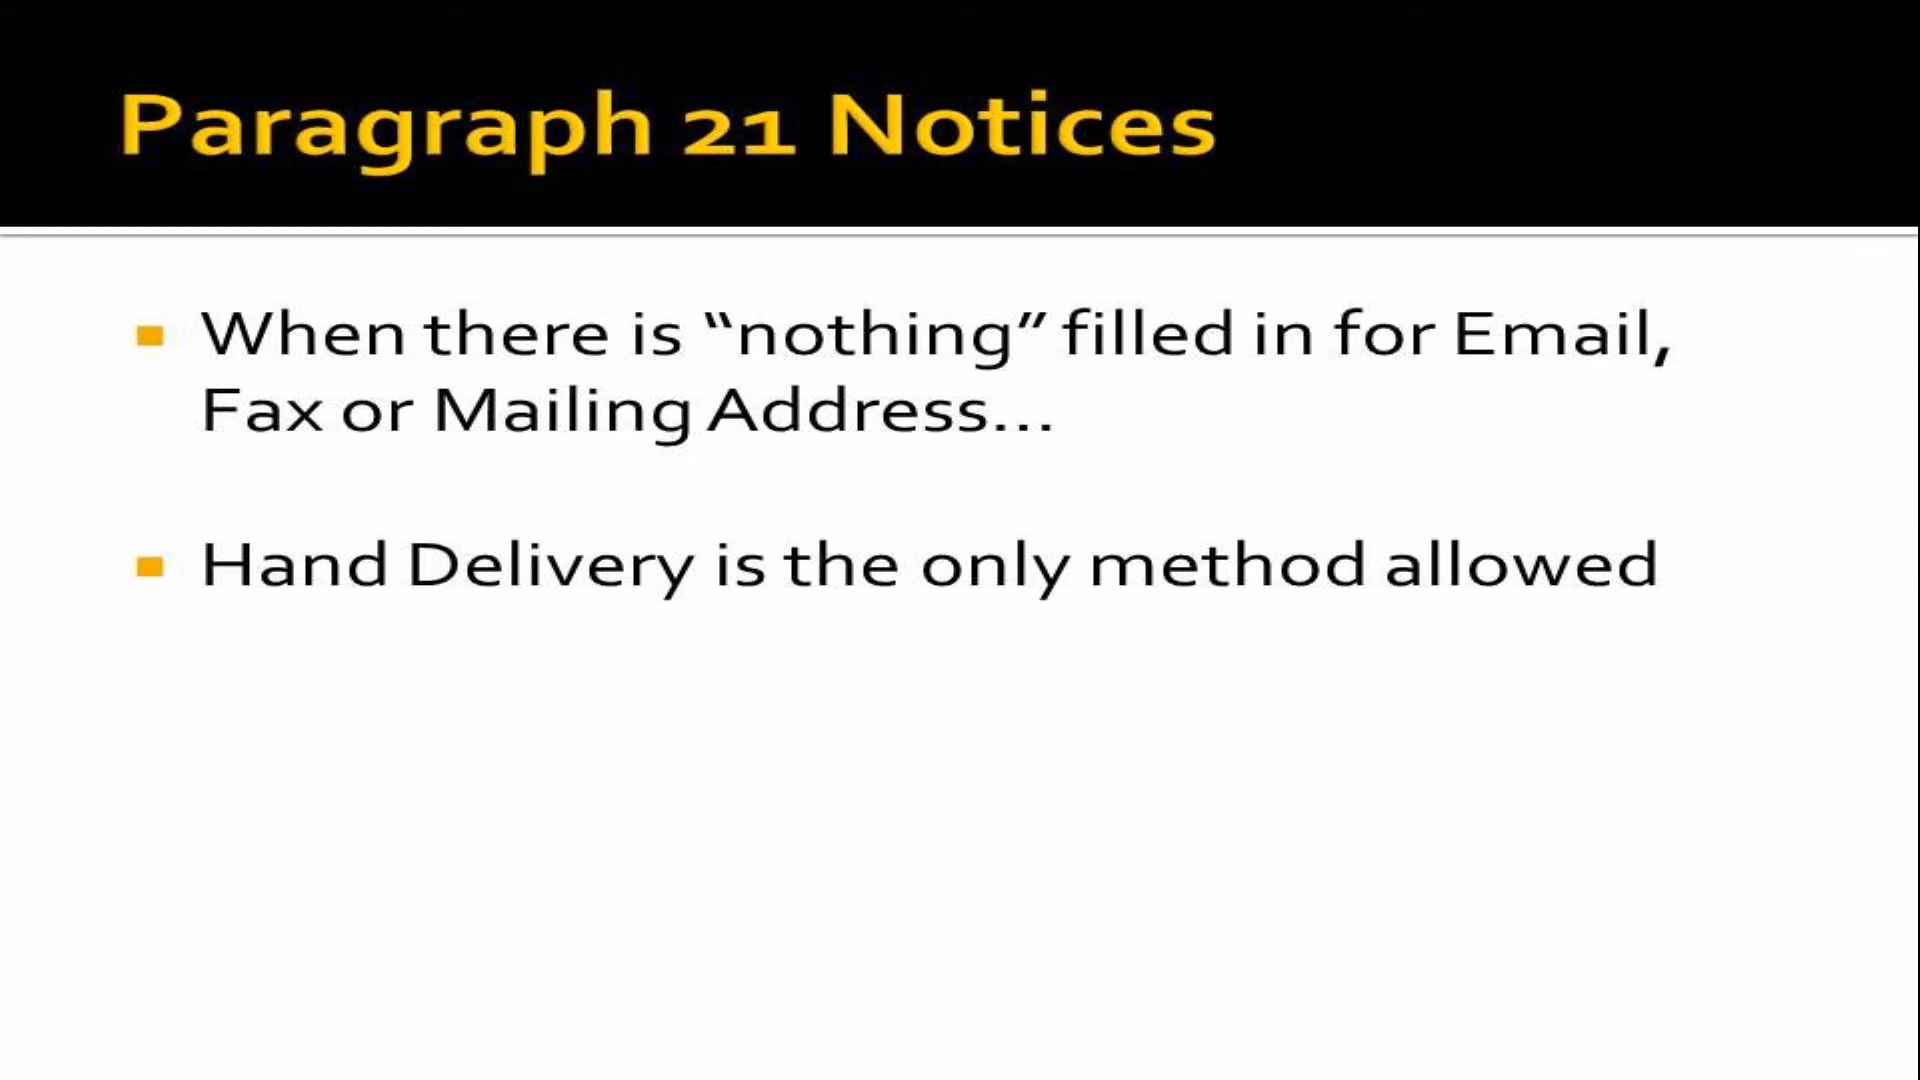 Paragraph 21 Notices
When there is “nothing” filled in for Email,
Fax or Mailing Address...
Hand Delivery is the only method allowed